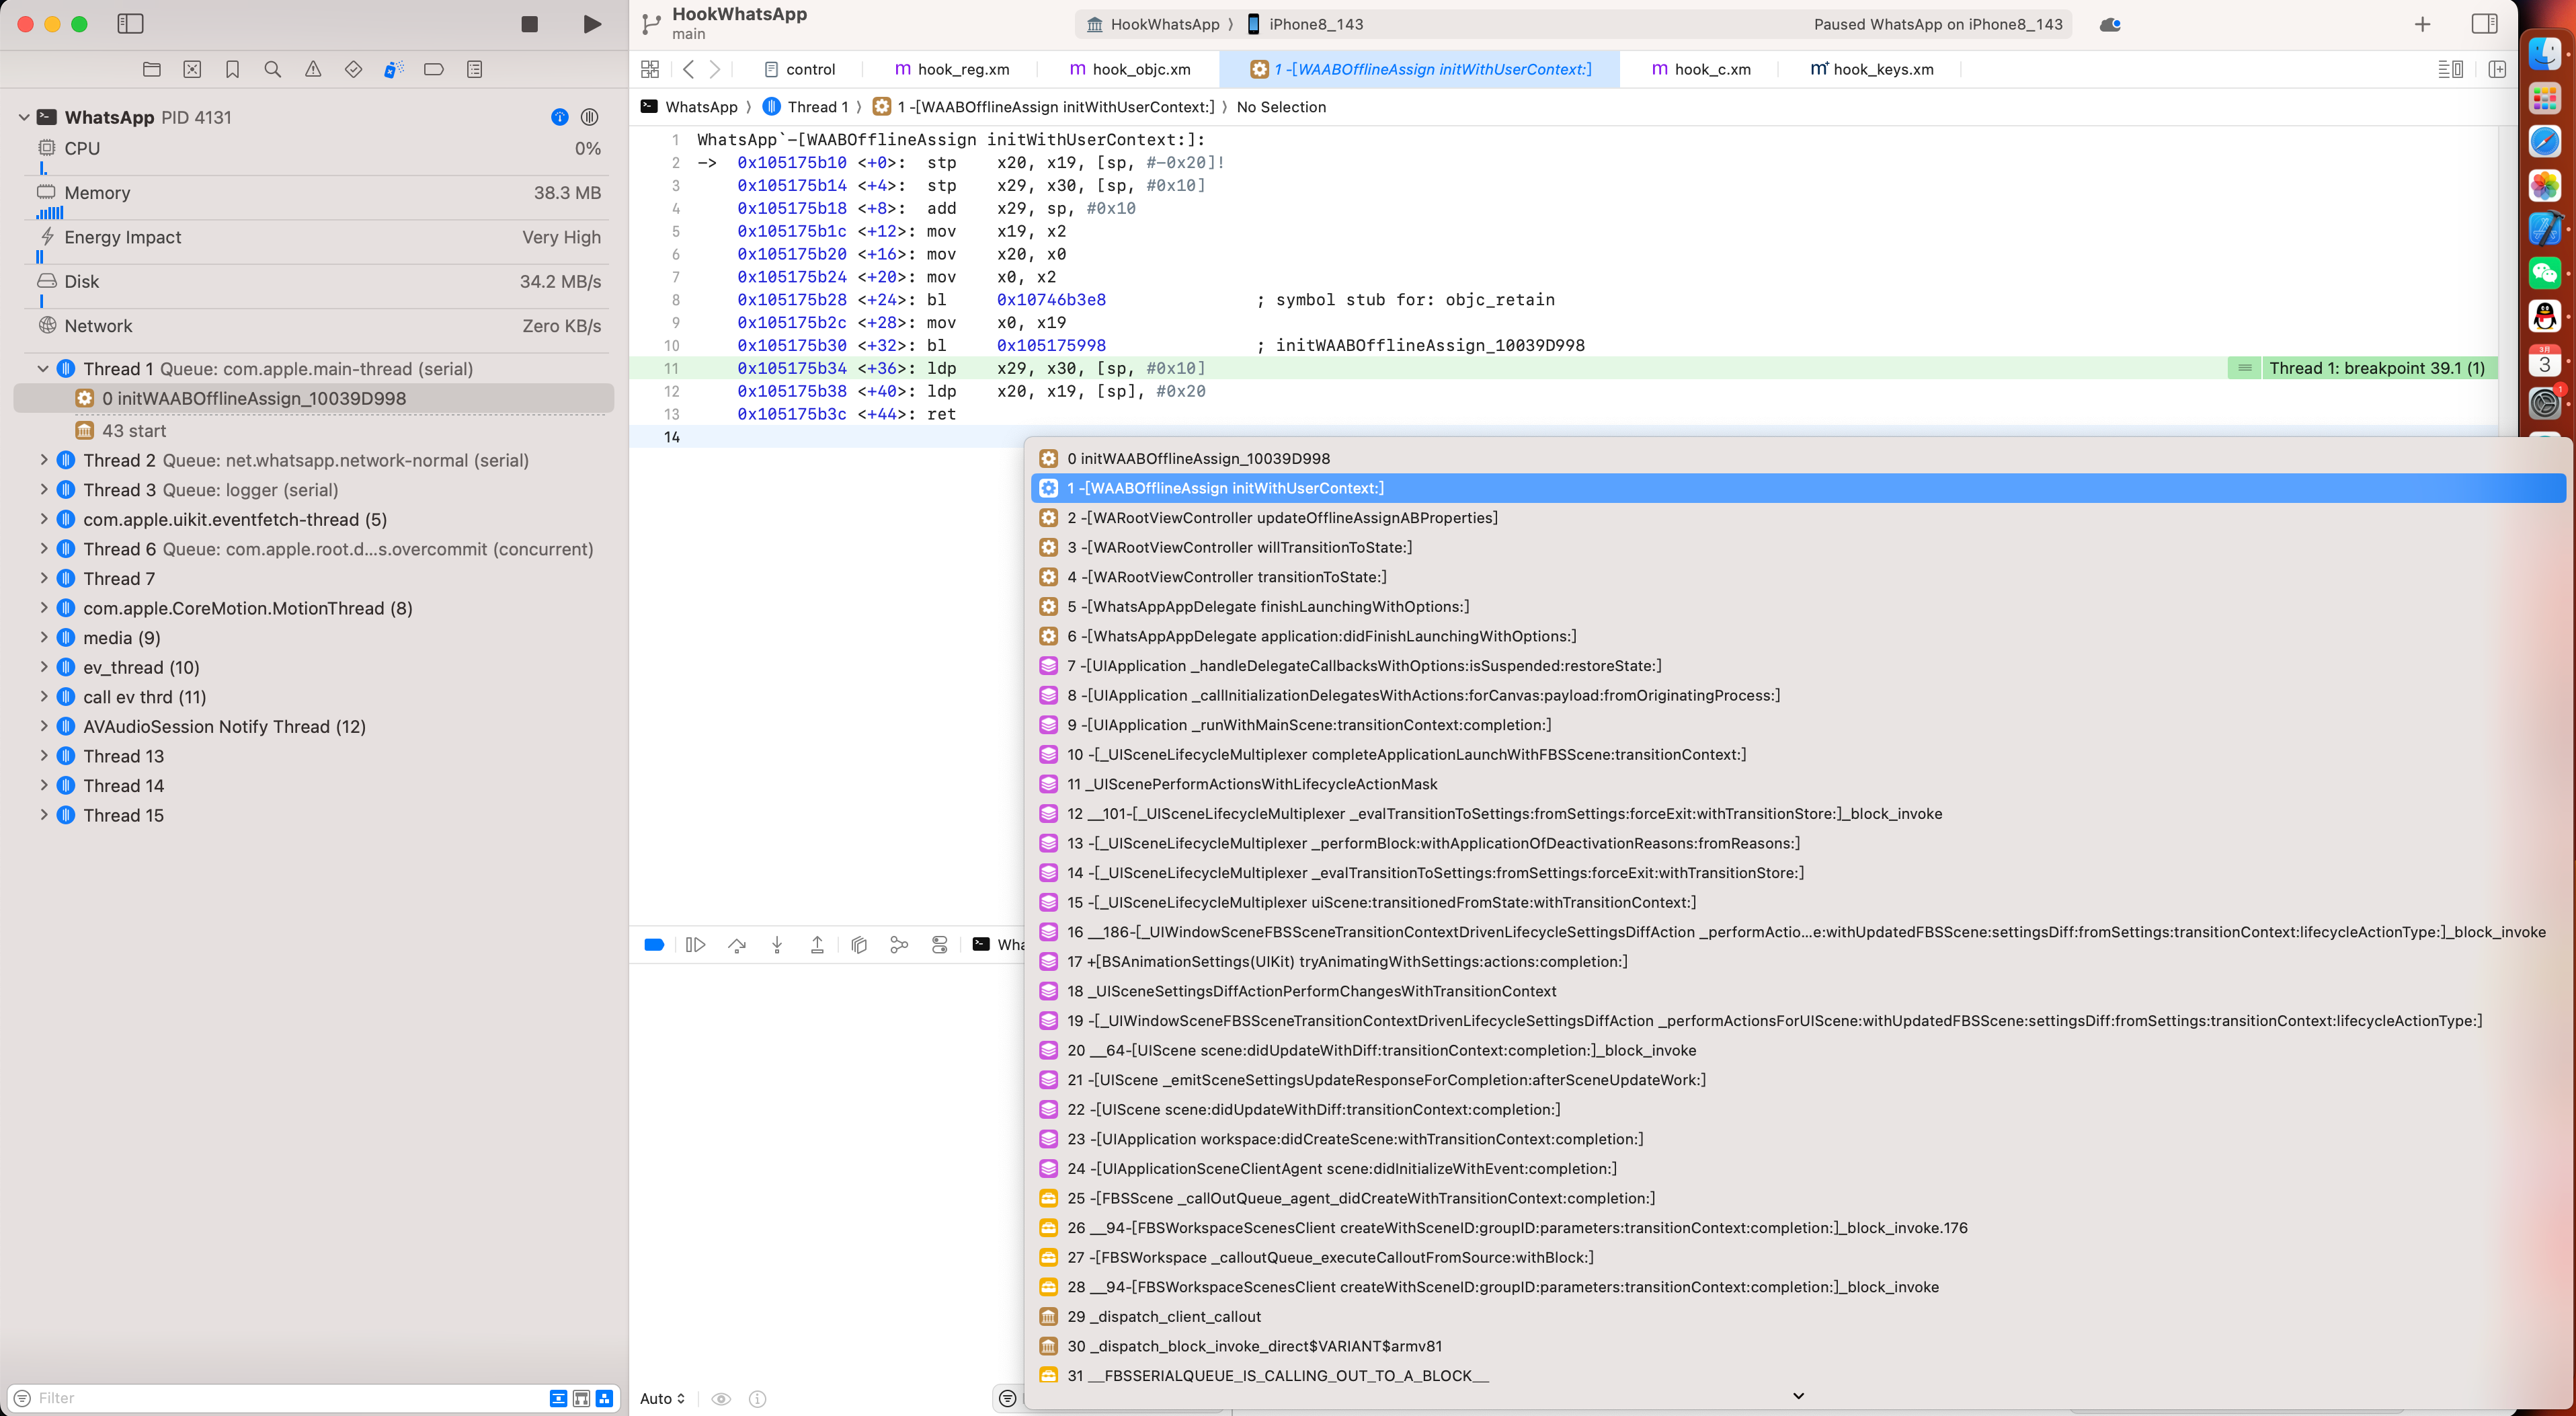 HookWhatsApp
main
HookWhatsApp 〉 iPhone8_143
Paused WhatsApp on iPhone8_143
control
m hook_reg.xm
m hook_objc.xm
1 -[WAABOfflineAssign initWithUserContext:]
m hook_c.xm
m+ hook_keys.xm
WhatsApp 〉 Thread 1 〉 1 -[WAABOfflineAssign initWithUserContext:] 〉 No Selection
WhatsApp PID 4131
CPU 0%
Memory 38.3 MB
Energy Impact Very High
Disk 34.2 MB/s
Network Zero KB/s
Thread 1 Queue: com.apple.main-thread (serial)
0 initWAABOfflineAssign_10039D998
43 start
Thread 2 Queue: net.whatsapp.network-normal (serial)
Thread 3 Queue: logger (serial)
com.apple.uikit.eventfetch-thread (5)
Thread 6 Queue: com.apple.root.d...s.overcommit (concurrent)
Thread 7
com.apple.CoreMotion.MotionThread (8)
media (9)
ev_thread (10)
call ev thrd (11)
AVAudioSession Notify Thread (12)
Thread 13
Thread 14
Thread 15
Filter
1 WhatsApp`-[WAABOfflineAssign initWithUserContext:]:
2 -> 0x105175b10 <+0>: stp x20, x19, [sp, #-0x20]!
3 0x105175b14 <+4>: stp x29, x30, [sp, #0x10]
4 0x105175b18 <+8>: add x29, sp, #0x10
5 0x105175b1c <+12>: mov x19, x2
6 0x105175b20 <+16>: mov x20, x0
7 0x105175b24 <+20>: mov x0, x2
8 0x105175b28 <+24>: bl 0x10746b3e8 ; symbol stub for: objc_retain
9 0x105175b2c <+28>: mov x0, x19
10 0x105175b30 <+32>: bl 0x105175998 ; initWAABOfflineAssign_10039D998
11 0x105175b34 <+36>: ldp x29, x30, [sp, #0x10] Thread 1: breakpoint 39.1 (1)
12 0x105175b38 <+40>: ldp x20, x19, [sp], #0x20
13 0x105175b3c <+44>: ret
14
0 initWAABOfflineAssign_10039D998
1 -[WAABOfflineAssign initWithUserContext:]
2 -[WARootViewController updateOfflineAssignABProperties]
3 -[WARootViewController willTransitionToState:]
4 -[WARootViewController transitionToState:]
5 -[WhatsAppAppDelegate finishLaunchingWithOptions:]
6 -[WhatsAppAppDelegate application:didFinishLaunchingWithOptions:]
7 -[UIApplication _handleDelegateCallbacksWithOptions:isSuspended:restoreState:]
8 -[UIApplication _callInitializationDelegatesWithActions:forCanvas:payload:fromOriginatingProcess:]
9 -[UIApplication _runWithMainScene:transitionContext:completion:]
10 -[_UISceneLifecycleMultiplexer completeApplicationLaunchWithFBSScene:transitionContext:]
11 _UIScenePerformActionsWithLifecycleActionMask
12 __101-[_UISceneLifecycleMultiplexer _evalTransitionToSettings:fromSettings:forceExit:withTransitionStore:]_block_invoke
13 -[_UISceneLifecycleMultiplexer _performBlock:withApplicationOfDeactivationReasons:fromReasons:]
14 -[_UISceneLifecycleMultiplexer _evalTransitionToSettings:fromSettings:forceExit:withTransitionStore:]
15 -[_UISceneLifecycleMultiplexer uiScene:transitionedFromState:withTransitionContext:]
16 __186-[_UIWindowSceneFBSSceneTransitionContextDrivenLifecycleSettingsDiffAction _performActio...e:withUpdatedFBSScene:settingsDiff:fromSettings:transitionContext:lifecycleActionType:]_block_invoke
17 +[BSAnimationSettings(UIKit) tryAnimatingWithSettings:actions:completion:]
18 _UISceneSettingsDiffActionPerformChangesWithTransitionContext
19 -[_UIWindowSceneFBSSceneTransitionContextDrivenLifecycleSettingsDiffAction _performActionsForUIScene:withUpdatedFBSScene:settingsDiff:fromSettings:transitionContext:lifecycleActionType:]
20 __64-[UIScene scene:didUpdateWithDiff:transitionContext:completion:]_block_invoke
21 -[UIScene _emitSceneSettingsUpdateResponseForCompletion:afterSceneUpdateWork:]
22 -[UIScene scene:didUpdateWithDiff:transitionContext:completion:]
23 -[UIApplication workspace:didCreateScene:withTransitionContext:completion:]
24 -[UIApplicationSceneClientAgent scene:didInitializeWithEvent:completion:]
25 -[FBSScene _callOutQueue_agent_didCreateWithTransitionContext:completion:]
26 __94-[FBSWorkspaceScenesClient createWithSceneID:groupID:parameters:transitionContext:completion:]_block_invoke.176
27 -[FBSWorkspace _calloutQueue_executeCalloutFromSource:withBlock:]
28 __94-[FBSWorkspaceScenesClient createWithSceneID:groupID:parameters:transitionContext:completion:]_block_invoke
29 _dispatch_client_callout
30 _dispatch_block_invoke_direct$VARIANT$armv81
31 __FBSSERIALQUEUE_IS_CALLING_OUT_TO_A_BLOCK__
Wha
Auto
3月
3
1